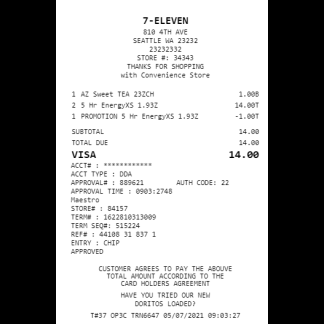 7-ELEVEN
810 4TH AVE
SEATTLE WA 23232
23232332
STORE #: 34343
THANKS FOR SHOPPING
with Convenience Store
1 AZ Sweet TEA 23ZCH 1.00B
2 5 Hr EnergyXS 1.93Z 14.00T
1 PROMOTION 5 Hr EnergyXS 1.93Z -1.00T
SUBTOTAL 14.00
TOTAL DUE 14.00
VISA 14.00
ACCT# : ************
ACCT TYPE : DDA
APPROVAL# : 889621 AUTH CODE: 22
APPROVAL TIME : 0903:2748
Maestro
STORE# : 84157
TERM# : 1622810313009
TERM SEQ#: 515224
REF# : 44108 31 837 1
ENTRY : CHIP
APPROVED
CUSTOMER AGREES TO PAY THE ABOUVE
TOTAL AMOUNT ACCORDING TO THE
CARD HOLDERS AGREEMENT
HAVE YOU TRIED OUR NEW
DORITOS LOADED?
T#37 OP3C TRN6647 05/07/2021 09:03:27